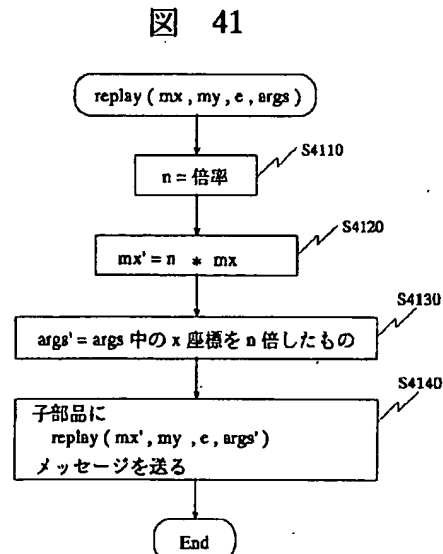 図 41
replay ( mx , my , e , args )
S4110
n = 倍率
S4120
mx' = n * mx
S4130
args' = args 中の x 座標を n 倍したもの
S4140
子部品に
replay ( mx' , my , e , args' )
メッセージを送る
End